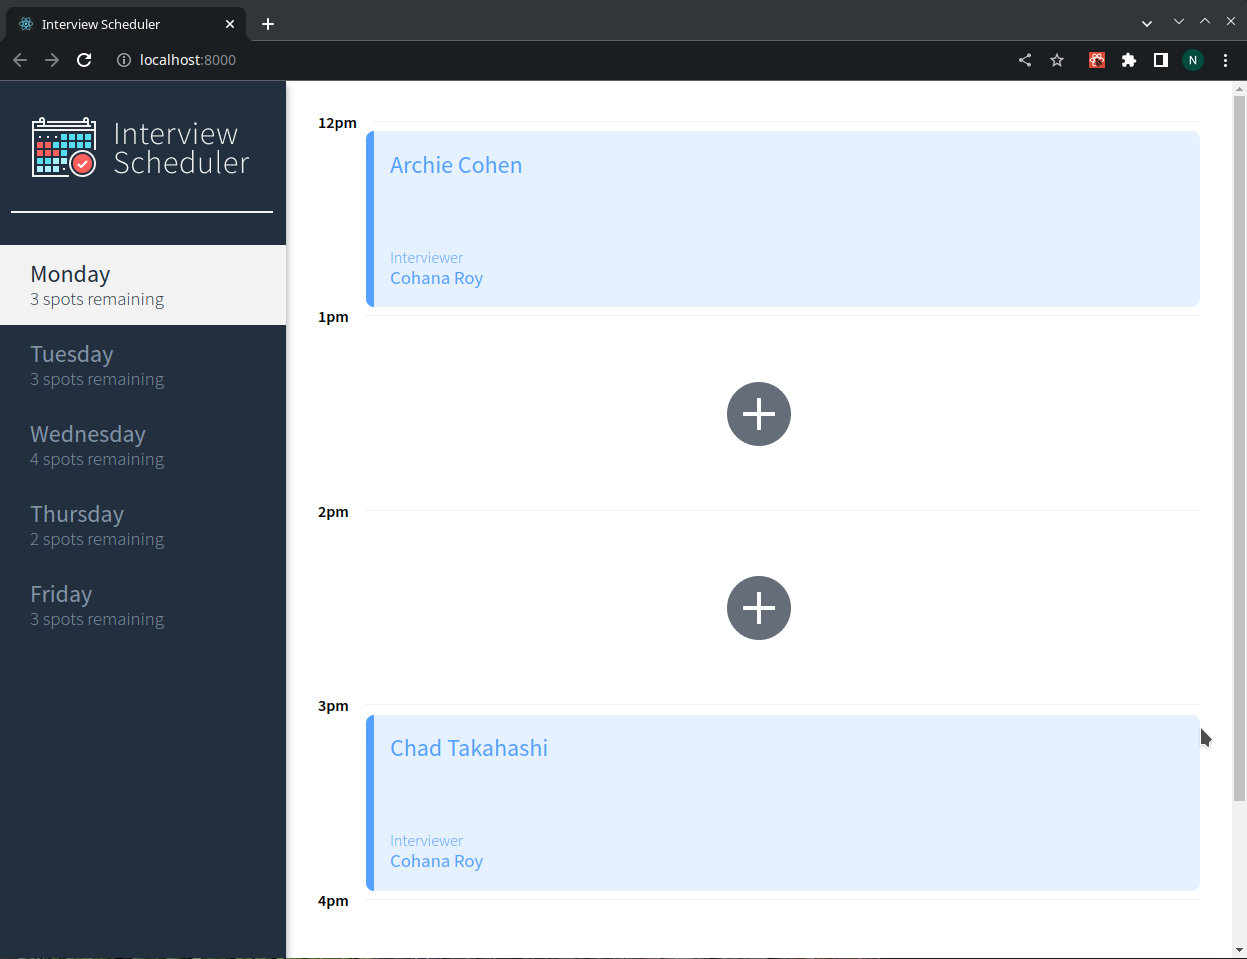 Interview Scheduler
localhost:8000
N
Interview
Scheduler
Monday
3 spots remaining
Tuesday
3 spots remaining
Wednesday
4 spots remaining
Thursday
2 spots remaining
Friday
3 spots remaining
12pm
Archie Cohen
Interviewer
Cohana Roy
1pm
2pm
3pm
Chad Takahashi
Interviewer
Cohana Roy
4pm